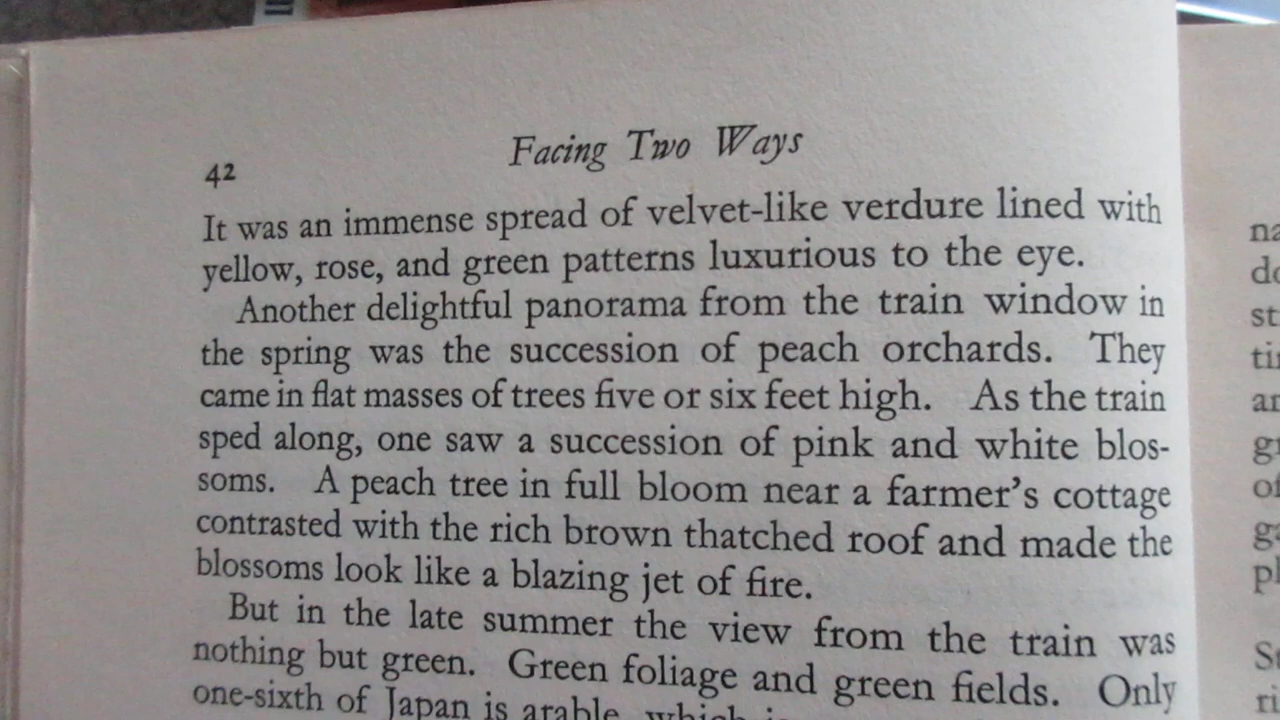 42
Facing Two Ways
It was an immense spread of velvet-like verdure lined with
yellow, rose, and green patterns luxurious to the eye.
Another delightful panorama from the train window in
the spring was the succession of peach orchards. They
came in flat masses of trees five or six feet high. As the train
sped along, one saw a succession of pink and white blos-
soms. A peach tree in full bloom near a farmer's cottage
contrasted with the rich brown thatched roof and made the
blossoms look like a blazing jet of fire.
But in the late summer the view from the train was
nothing but green. Green foliage and green fields. Only
one-sixth of Japan is arable, which